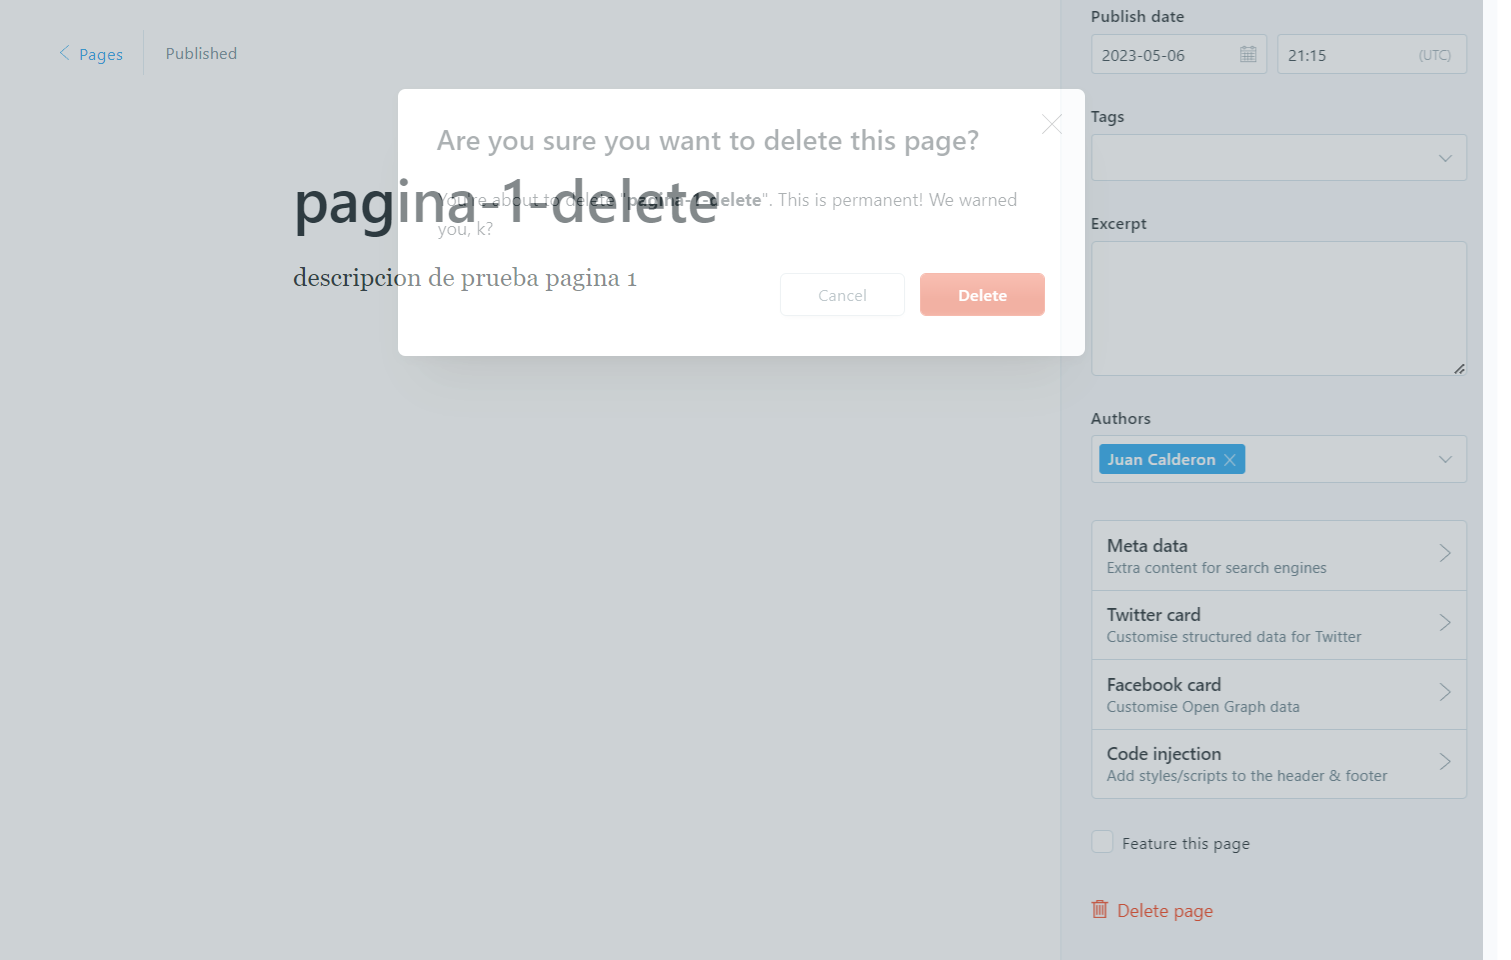 Pages
Published
Are you sure you want to delete this page?
You're about to delete "pagina-1-delete". This is permanent! We warned
you, k?
Cancel
Delete
pagina-1-delete
descripcion de prueba pagina 1
Publish date
2023-05-06
21:15
(UTC)
Tags
Excerpt
Authors
Juan Calderon
Meta data
Extra content for search engines
Twitter card
Customise structured data for Twitter
Facebook card
Customise Open Graph data
Code injection
Add styles/scripts to the header & footer
Feature this page
Delete page